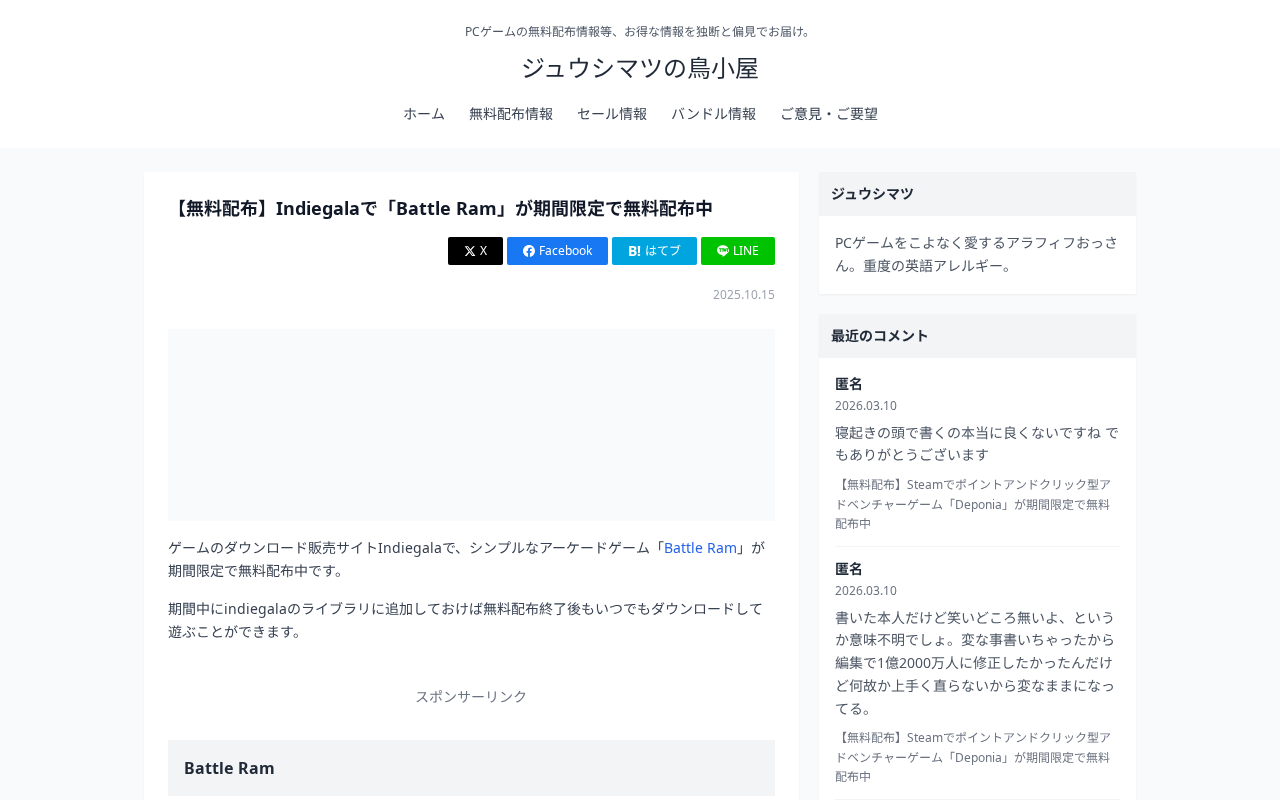 PCゲームの無料配布情報等、お得な情報を独断と偏見でお届け。
ジュウシマツの鳥小屋
ホーム 無料配布情報 セール情報 バンドル情報 ご意見・ご要望
【無料配布】Indiegalaで「Battle Ram」が期間限定で無料配布中
X Facebook B! はてブ LINE
2025.10.15
ゲームのダウンロード販売サイトIndiegalaで、シンプルなアーケードゲーム「Battle Ram」が
期間限定で無料配布中です。
期間中にindiegalaのライブラリに追加しておけば無料配布終了後もいつでもダウンロードして
遊ぶことができます。
スポンサーリンク
Battle Ram
ジュウシマツ
PCゲームをこよなく愛するアラフィフおっさ
ん。重度の英語アレルギー。
最近のコメント
匿名
2026.03.10
寝起きの頭で書くの本当に良くないですね で
もありがとうございます
【無料配布】Steamでポイントアンドクリック型ア
ドベンチャーゲーム「Deponia」が期間限定で無料
配布中
匿名
2026.03.10
書いた本人だけど笑いどころ無いよ、という
か意味不明でしょ。変な事書いちゃったから
編集で1億2000万人に修正したかったんだけ
ど何故か上手く直らないから変なままになっ
てる。
【無料配布】Steamでポイントアンドクリック型ア
ドベンチャーゲーム「Deponia」が期間限定で無料
配布中